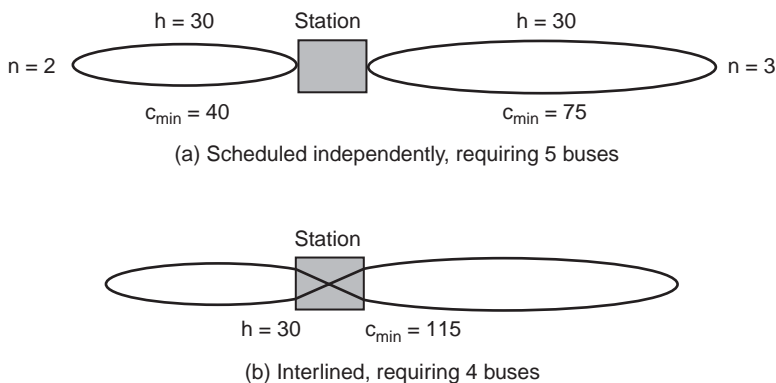 h = 30 Station h = 30
n = 2 n = 3
c_min = 40 c_min = 75
(a) Scheduled independently, requiring 5 buses
Station
h = 30 c_min = 115
(b) Interlined, requiring 4 buses